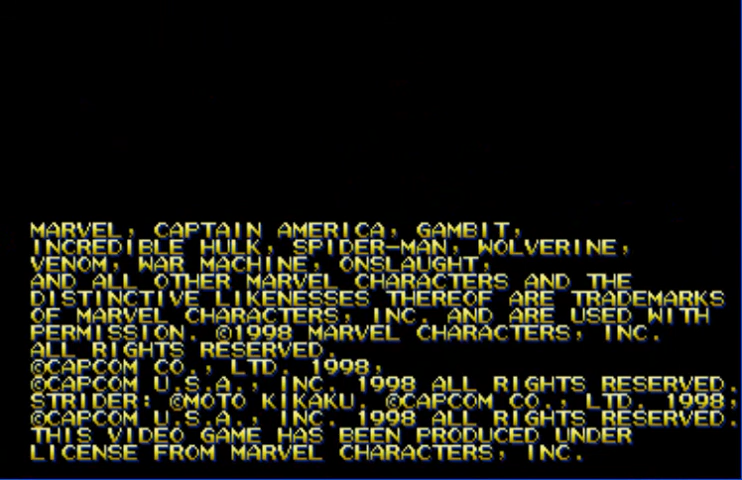 MARVEL, CAPTAIN AMERICA, GAMBIT,
INCREDIBLE HULK, SPIDER-MAN, WOLVERINE,
VENOM, WAR MACHINE, ONSLAUGHT,
AND ALL OTHER MARVEL CHARACTERS AND THE
DISTINCTIVE LIKENESSES THEREOF ARE TRADEMARKS
OF MARVEL CHARACTERS, INC. AND ARE USED WITH
PERMISSION. ©1998 MARVEL CHARACTERS, INC.
ALL RIGHTS RESERVED.
©CAPCOM CO., LTD. 1998,
©CAPCOM U.S.A., INC. 1998 ALL RIGHTS RESERVED.
STRIDER: ©MOTO KIKAKU. ©CAPCOM CO., LTD. 1998,
©CAPCOM U.S.A., INC. 1998 ALL RIGHTS RESERVED.
THIS VIDEO GAME HAS BEEN PRODUCED UNDER
LICENSE FROM MARVEL CHARACTERS, INC.